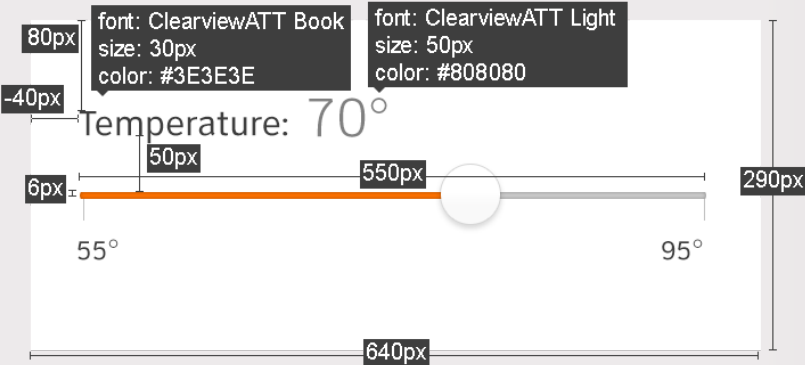 font: ClearviewATT Book
size: 30px
color: #3E3E3E
font: ClearviewATT Light
size: 50px
color: #808080
80px
-40px
Temperature: 70°
50px
550px
6px
290px
55°
95°
640px